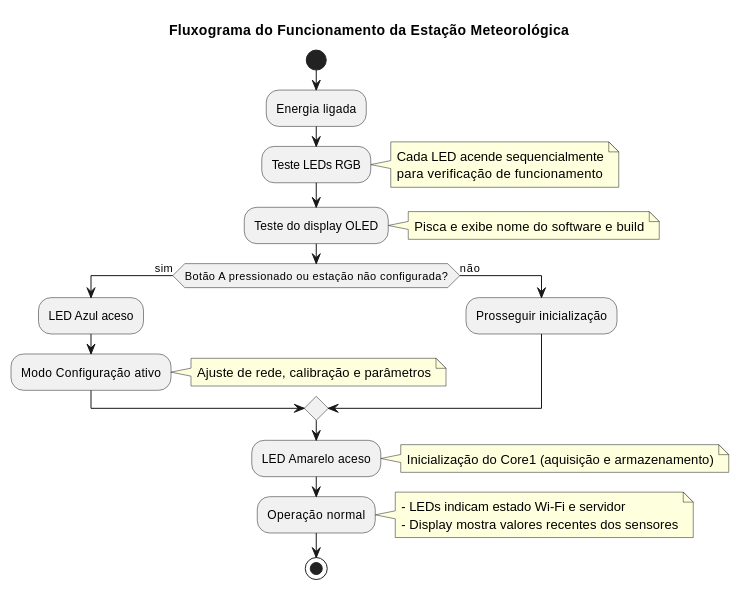 Fluxograma do Funcionamento da Estação Meteorológica
Energia ligada
Teste LEDs RGB
Cada LED acende sequencialmente
para verificação de funcionamento
Teste do display OLED
Pisca e exibe nome do software e build
sim
Botão A pressionado ou estação não configurada?
não
LED Azul aceso
Prosseguir inicialização
Modo Configuração ativo
Ajuste de rede, calibração e parâmetros
LED Amarelo aceso
Inicialização do Core1 (aquisição e armazenamento)
Operação normal
- LEDs indicam estado Wi-Fi e servidor
- Display mostra valores recentes dos sensores